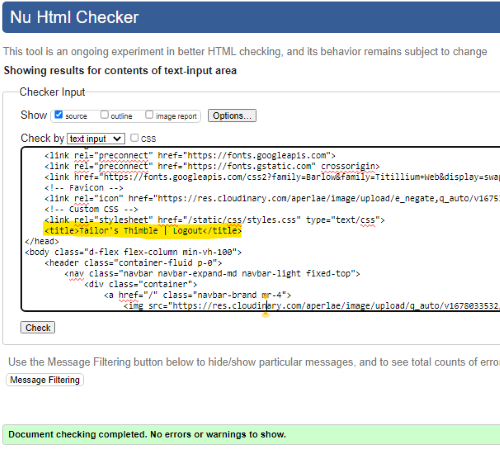 Nu Html Checker
This tool is an ongoing experiment in better HTML checking, and its behavior remains subject to change
Showing results for contents of text-input area
Checker Input
Show source outline image report Options...
Check by text input CSS
<link rel="preconnect" href="https://fonts.googleapis.com">
<link rel="preconnect" href="https://fonts.gstatic.com" crossorigin>
<link href="https://fonts.googleapis.com/css2?family=Barlow&family=Titillium+Web&display=swap
<!-- Favicon -->
<link rel="icon" href="https://res.cloudinary.com/aperlae/image/upload/e_negate,q_auto/v1675
<!-- Custom CSS -->
<link rel="stylesheet" href="/static/css/styles.css" type="text/css">
<title>Tailor's Thimble | Logout</title>
</head>
<body class="d-flex flex-column min-vh-100">
<header class="container-fluid p-0">
<nav class="navbar navbar-expand-md navbar-light fixed-top">
<div class="container">
<a href="/" class="navbar-brand mr-4">
<img src="https://res.cloudinary.com/aperlae/image/upload/q_auto/v1678033532/
Check
Use the Message Filtering button below to hide/show particular messages, and to see total counts of erro
Message Filtering
Document checking completed. No errors or warnings to show.